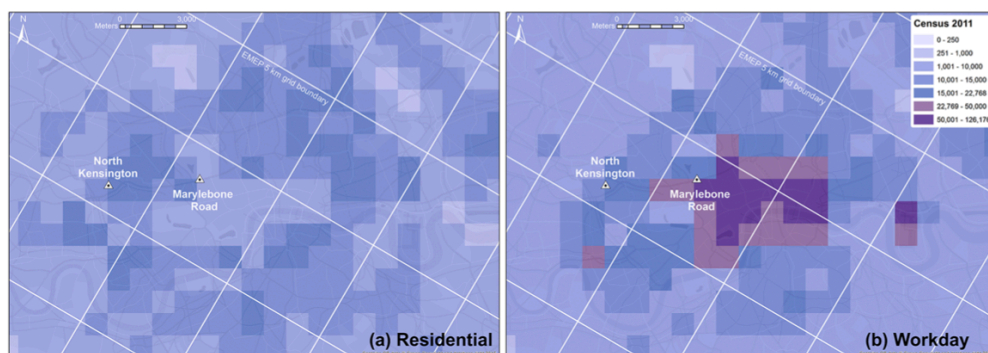 N
Meters
0
3,000
EMEP 5 km grid boundary
North
Kensington
Marylebone
Road
(a) Residential
N
Meters
0
3,000
EMEP 5 km grid boundary
North
Kensington
Marylebone
Road
(b) Workday
Census 2011
0 - 250
251 - 1,000
1,001 - 10,000
10,001 - 15,000
15,001 - 22,768
22,769 - 50,000
50,001 - 126,176